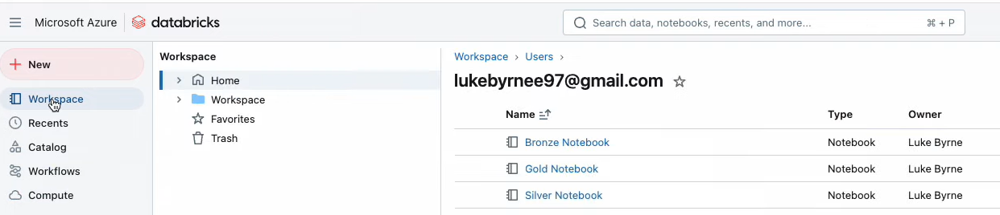 Microsoft Azure databricks Search data, notebooks, recents, and more... ⌘ + P
New
Workspace
Recents
Catalog
Workflows
Compute
Workspace
Home
Workspace
Favorites
Trash
Workspace › Users ›
lukebyrnee97@gmail.com
Name Type Owner
Bronze Notebook Notebook Luke Byrne
Gold Notebook Notebook Luke Byrne
Silver Notebook Notebook Luke Byrne